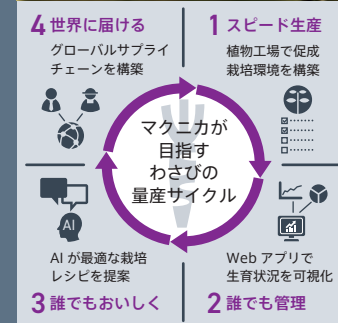 4 世界に届ける
グローバルサプライ
チェーンを構築
1 スピード生産
植物工場で促成
栽培環境を構築
マクニカが
目指す
わさびの
量産サイクル
AI
AI が最適な栽培
レシピを提案
3 誰でもおいしく
Web アプリで
生育状況を可視化
2 誰でも管理